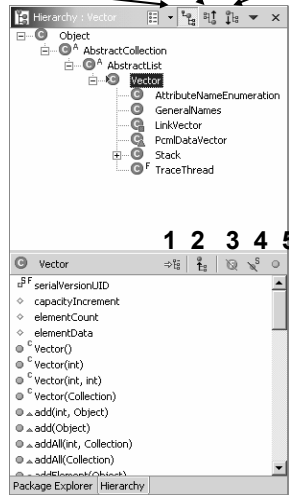 Hierarchy: Vector
Object
A AbstractCollection
A AbstractList
Vector
AttributeNameEnumeration
GeneralNames
LinkVector
PcmlDataVector
Stack
F TraceThread
1 2 3 4 5
Vector
S
S F serialVersionUID
capacityIncrement
elementCount
elementData
C Vector()
C Vector(int)
C Vector(int, int)
C Vector(Collection)
add(int, Object)
add(Object)
addAll(int, Collection)
addAll(Collection)
addElement(Object)
Package Explorer Hierarchy